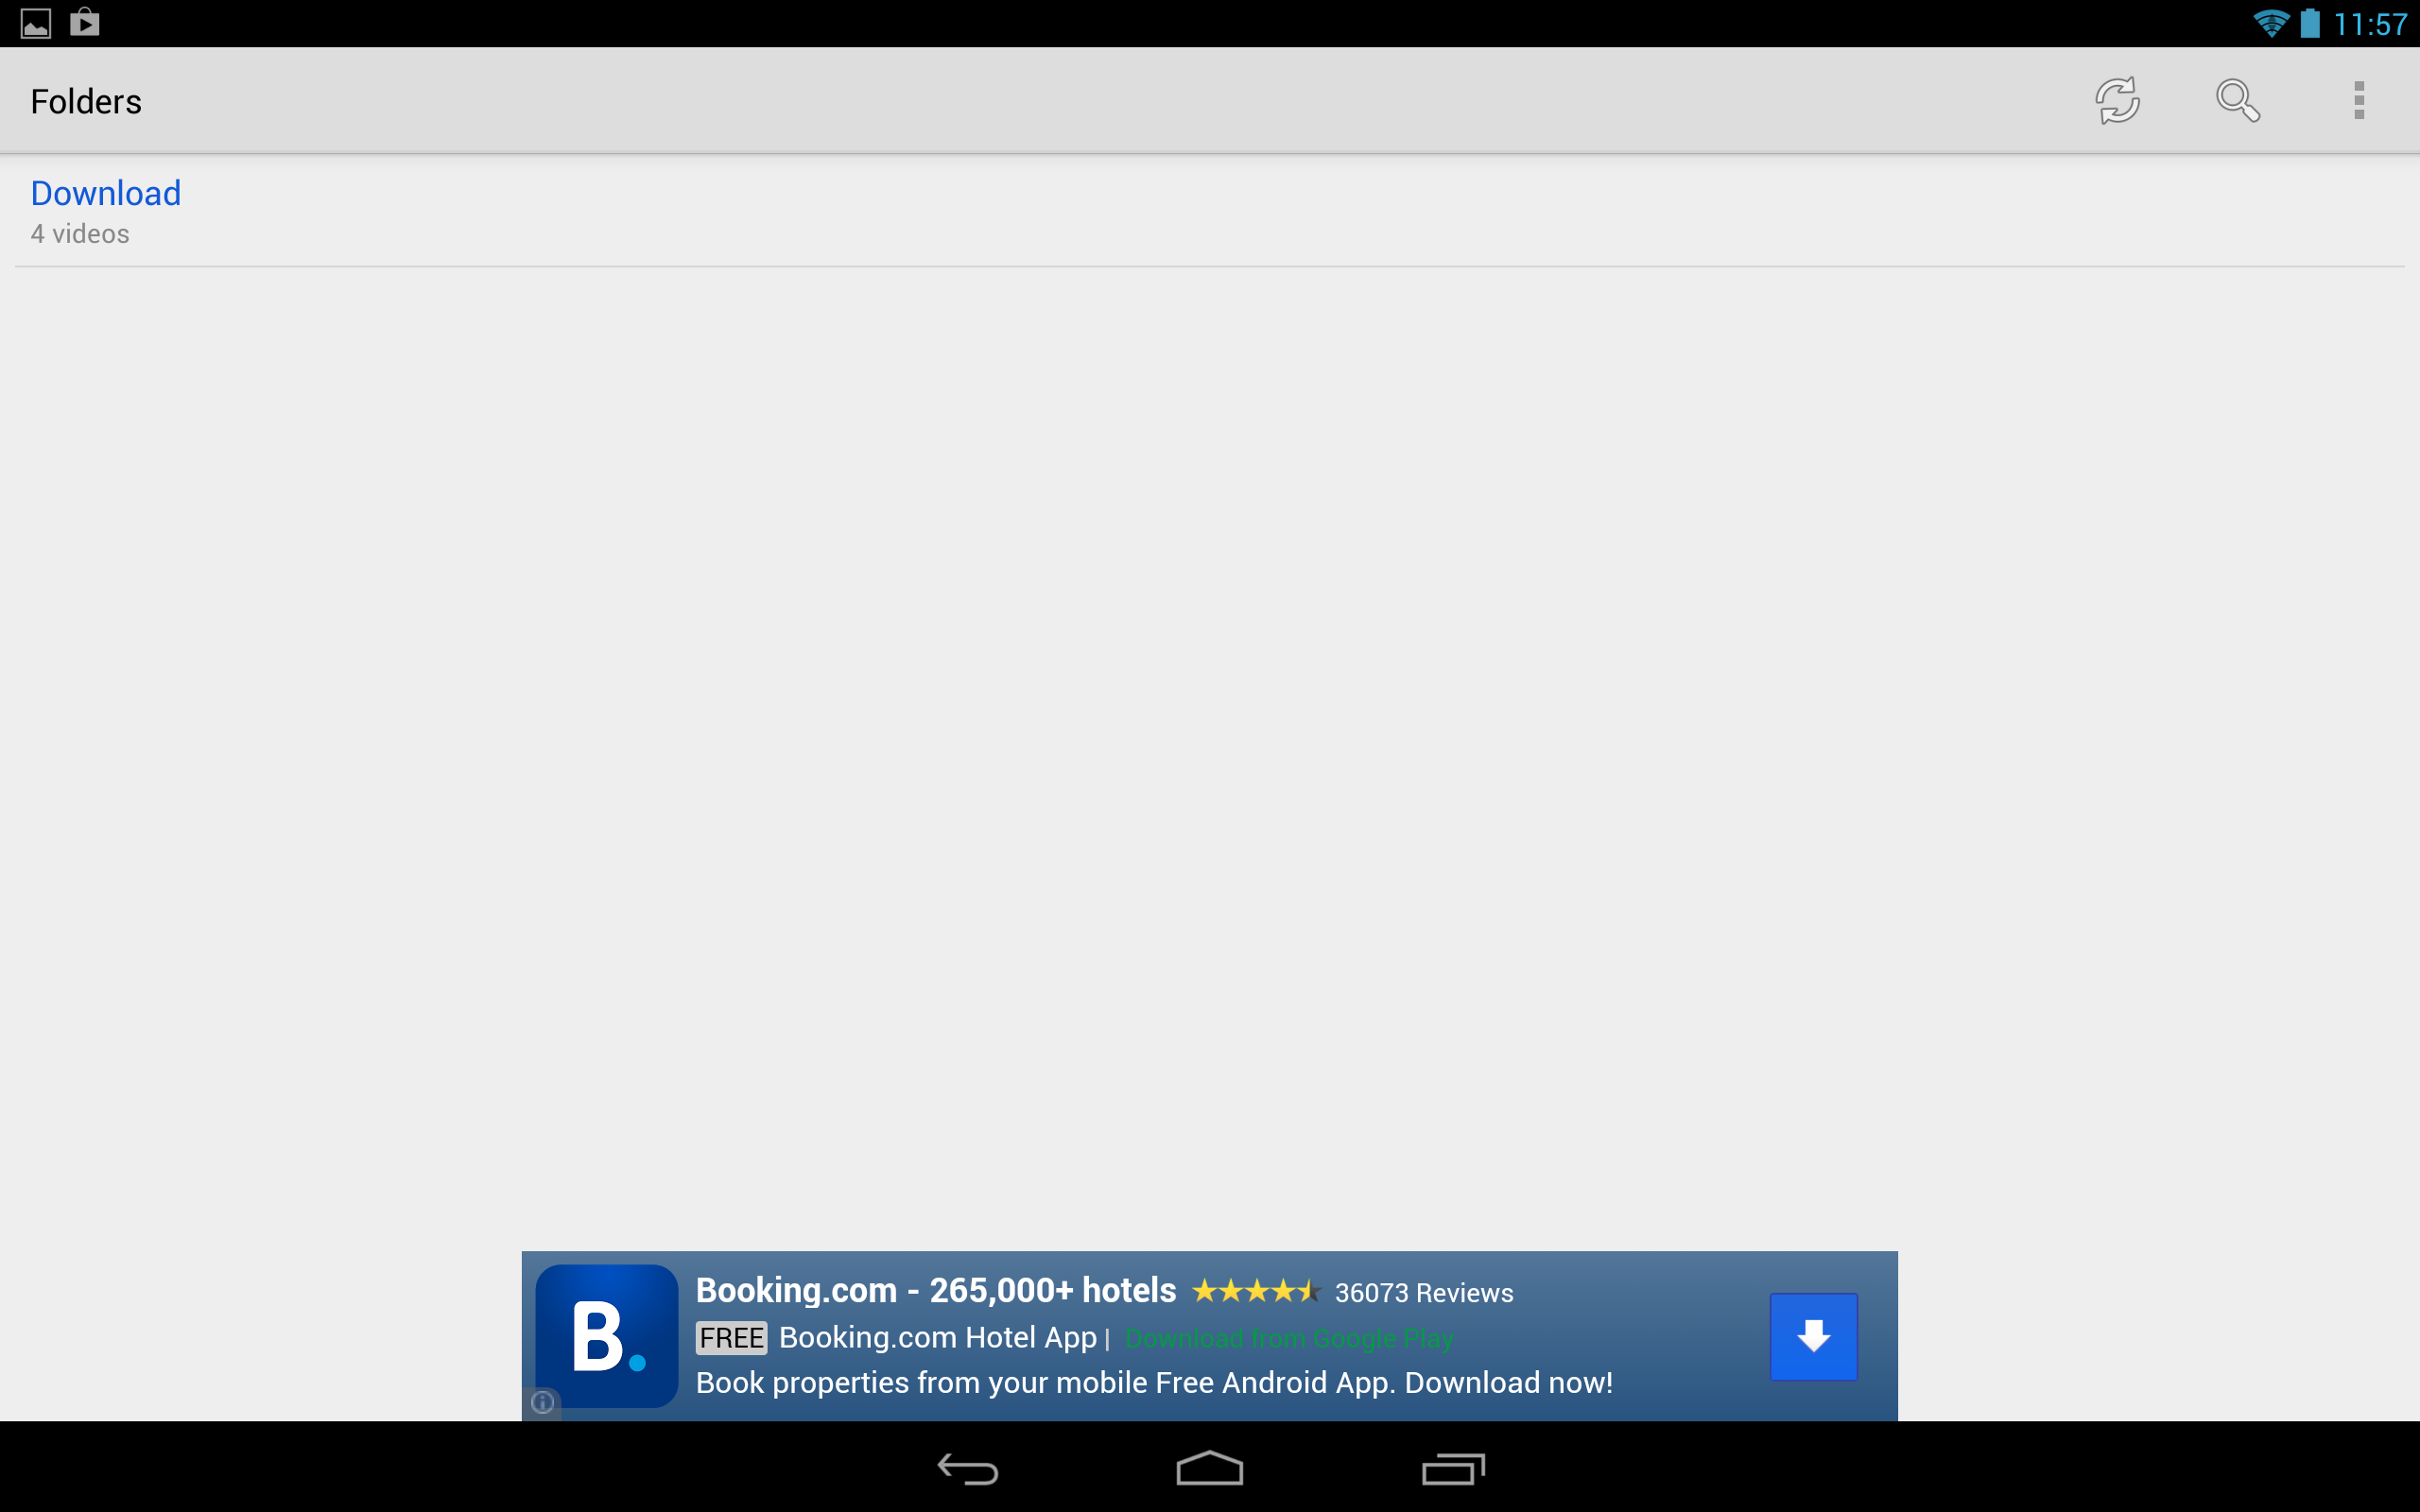 11:57
Folders
Download
4 videos
Booking.com - 265,000+ hotels 36073 Reviews
FREE Booking.com Hotel App | Download from Google Play
B.
Book properties from your mobile Free Android App. Download now!